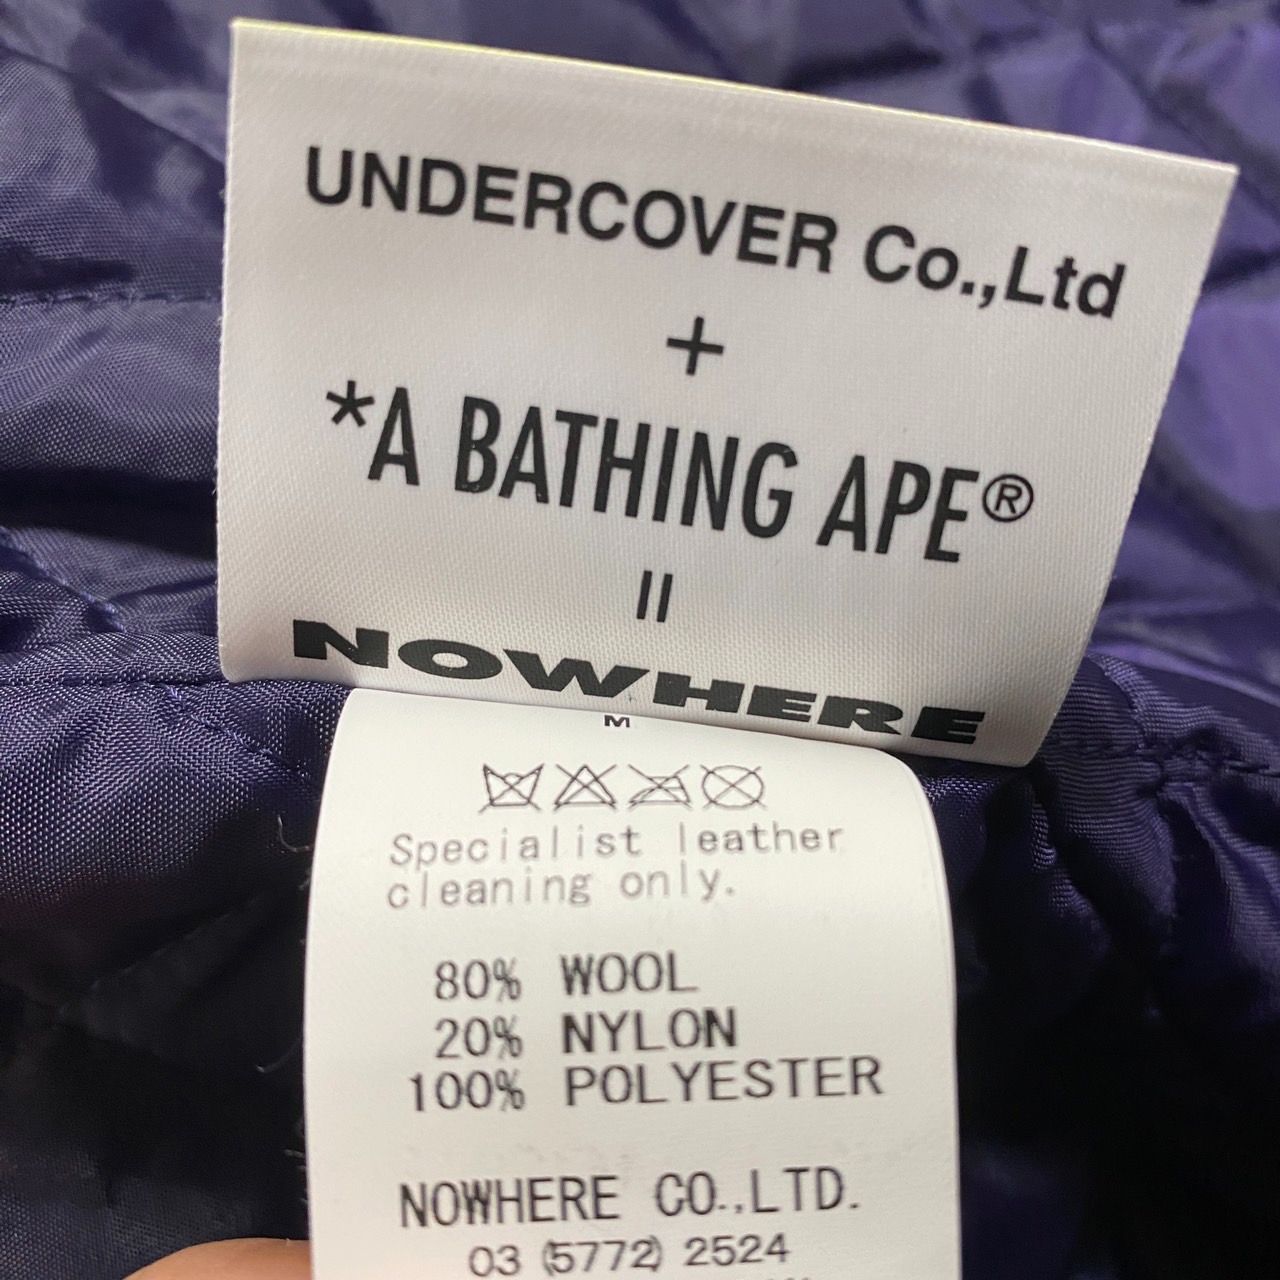 UNDERCOVER Co.,Ltd
+
*A BATHING APE®
=
NOWHERE
M
Specialist leather
cleaning only.
80% WOOL
20% NYLON
100% POLYESTER
NOWHERE CO.,LTD.
03 (5772) 2524